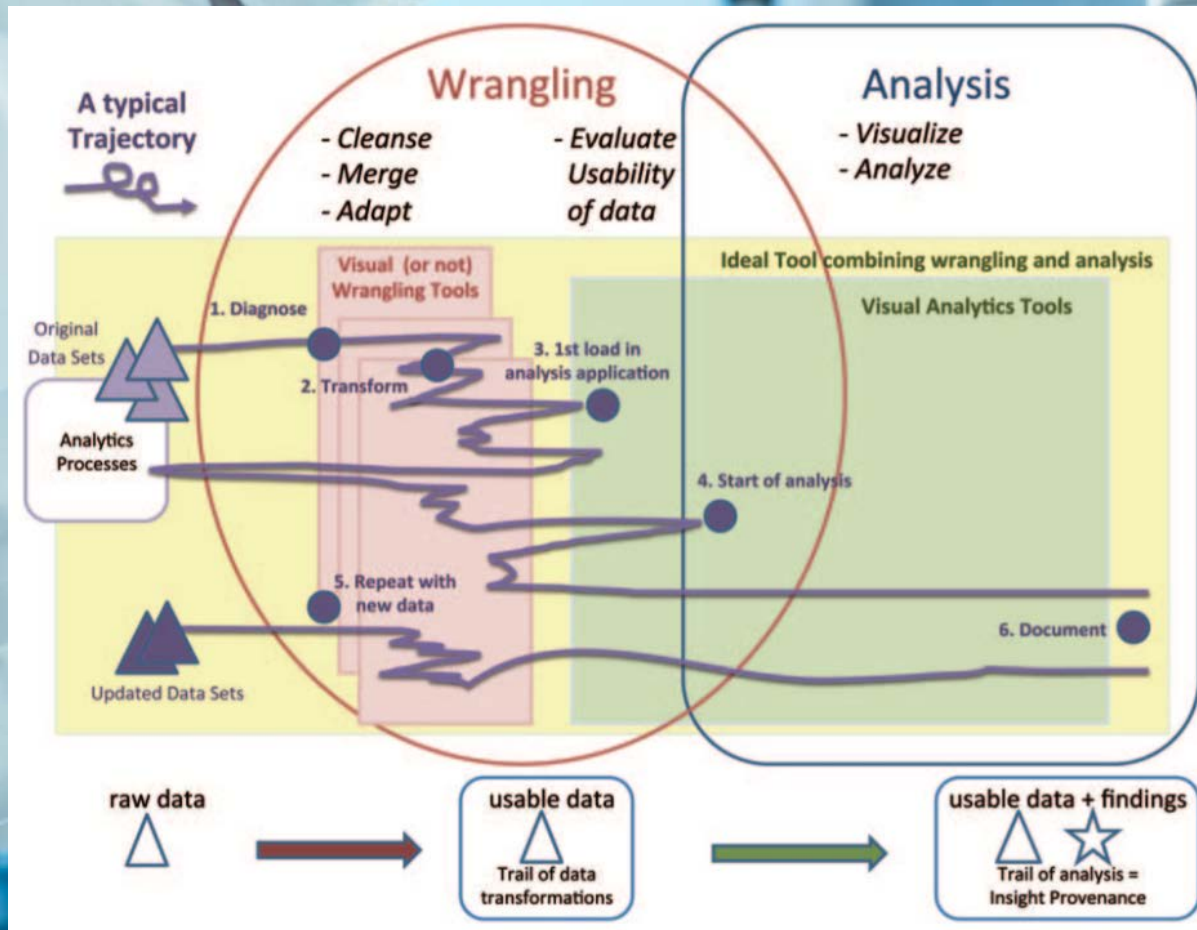 Wrangling
Analysis
A typical
Trajectory
- Cleanse
- Merge
- Adapt
- Evaluate
Usability
of data
- Visualize
- Analyze
Visual (or not)
Wrangling Tools
Ideal Tool combining wrangling and analysis
Visual Analytics Tools
Original
Data Sets
1. Diagnose
2. Transform
3. 1st load in
analysis application
Analytics
Processes
4. Start of analysis
5. Repeat with
new data
6. Document
Updated Data Sets
raw data
usable data
Trail of data
transformations
usable data + findings
Trail of analysis =
Insight Provenance